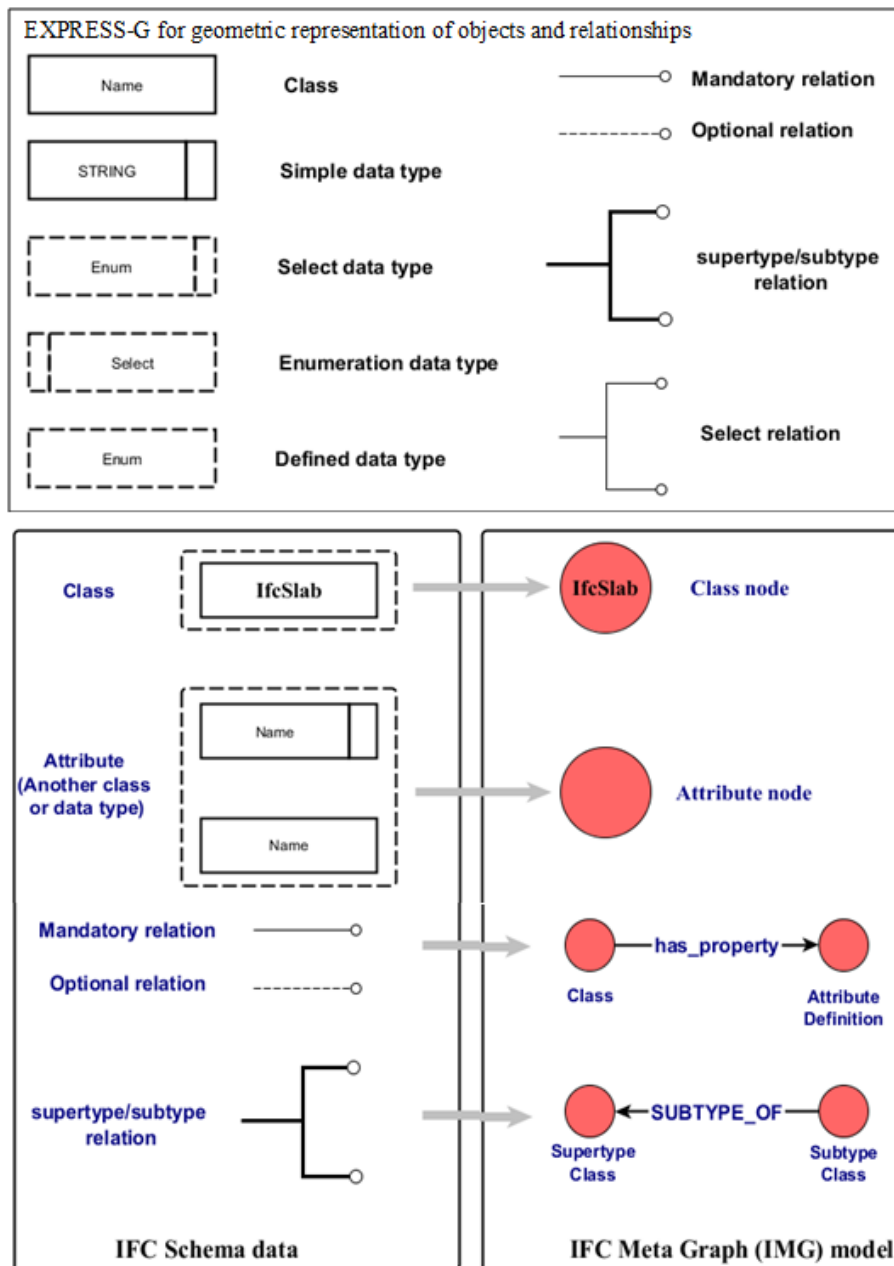 EXPRESS-G for geometric representation of objects and relationships
Name
Class
Mandatory relation
Optional relation
STRING
Simple data type
Enum
Select data type
supertype/subtype
relation
Select
Enumeration data type
Select relation
Enum
Defined data type
Class
IfcSlab
IfcSlab
Class node
Attribute
(Another class
or data type)
Name
Name
Attribute node
Mandatory relation
Optional relation
has_property
Class
Attribute
Definition
supertype/subtype
relation
SUBTYPE_OF
Supertype
Class
Subtype
Class
IFC Schema data
IFC Meta Graph (IMG) model